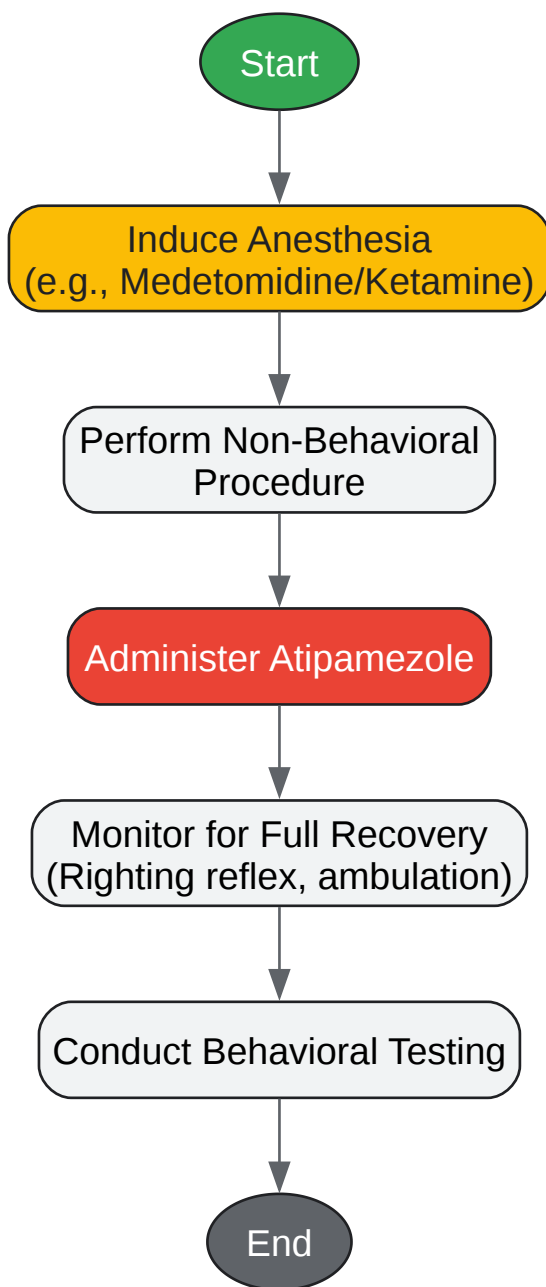 Start
Induce Anesthesia
(e.g., Medetomidine/Ketamine)
Perform Non-Behavioral
Procedure
Administer Atipamezole
Monitor for Full Recovery
(Righting reflex, ambulation)
Conduct Behavioral Testing
End